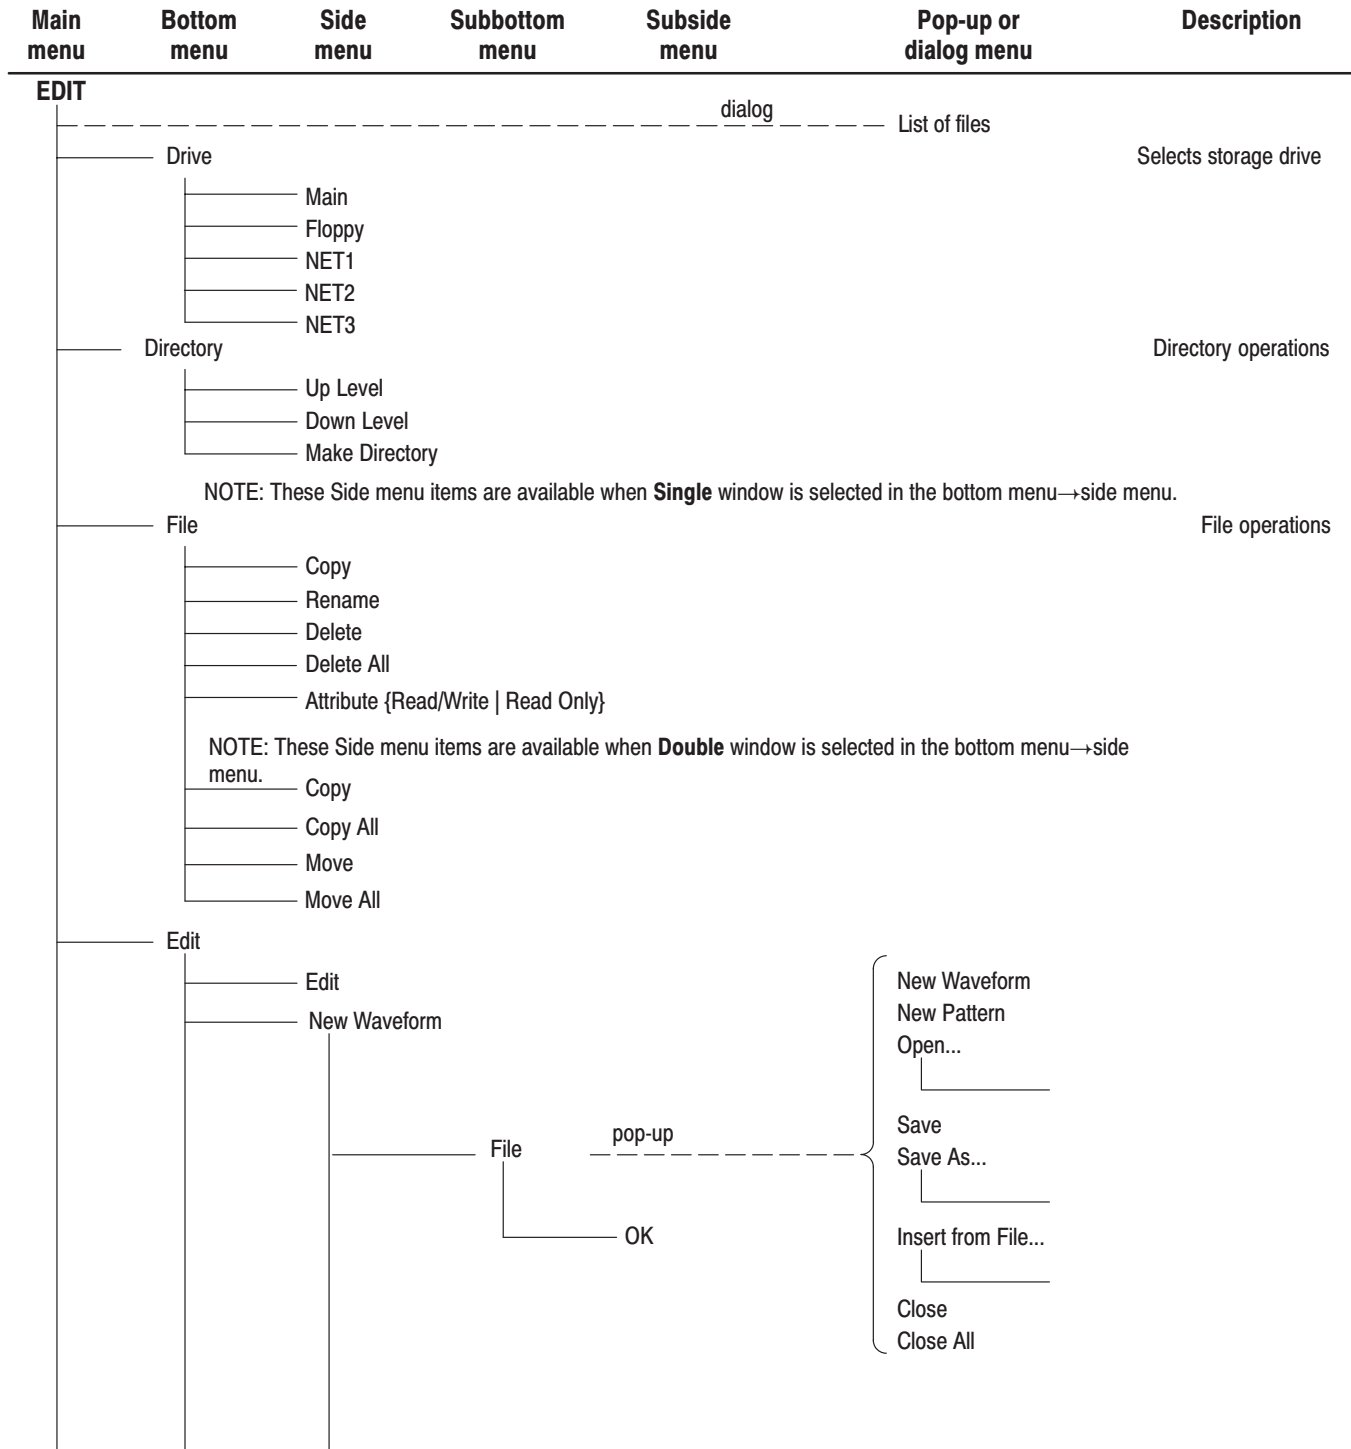 Main menu Bottom menu Side menu Subbottom menu Subside menu Pop-up or dialog menu Description
EDIT
dialog
List of files
Drive Selects storage drive
Main
Floppy
NET1
NET2
NET3
Directory Directory operations
Up Level
Down Level
Make Directory
NOTE: These Side menu items are available when Single window is selected in the bottom menu→side menu.
File File operations
Copy
Rename
Delete
Delete All
Attribute {Read/Write | Read Only}
NOTE: These Side menu items are available when Double window is selected in the bottom menu→side
menu.
Copy
Copy All
Move
Move All
Edit
Edit
New Waveform
File
pop-up
OK
New Waveform
New Pattern
Open...
Save
Save As...
Insert from File...
Close
Close All